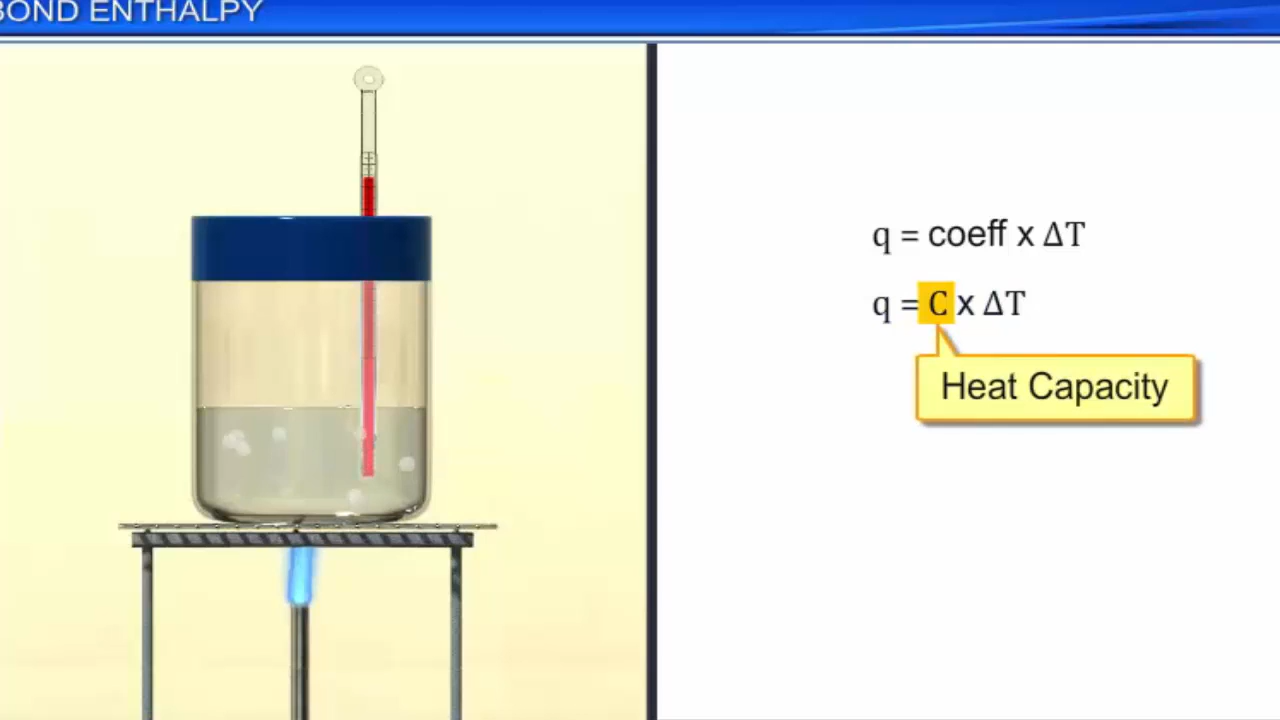 BOND ENTHALPY
q = coeff x ΔT
q = C x ΔT
Heat Capacity